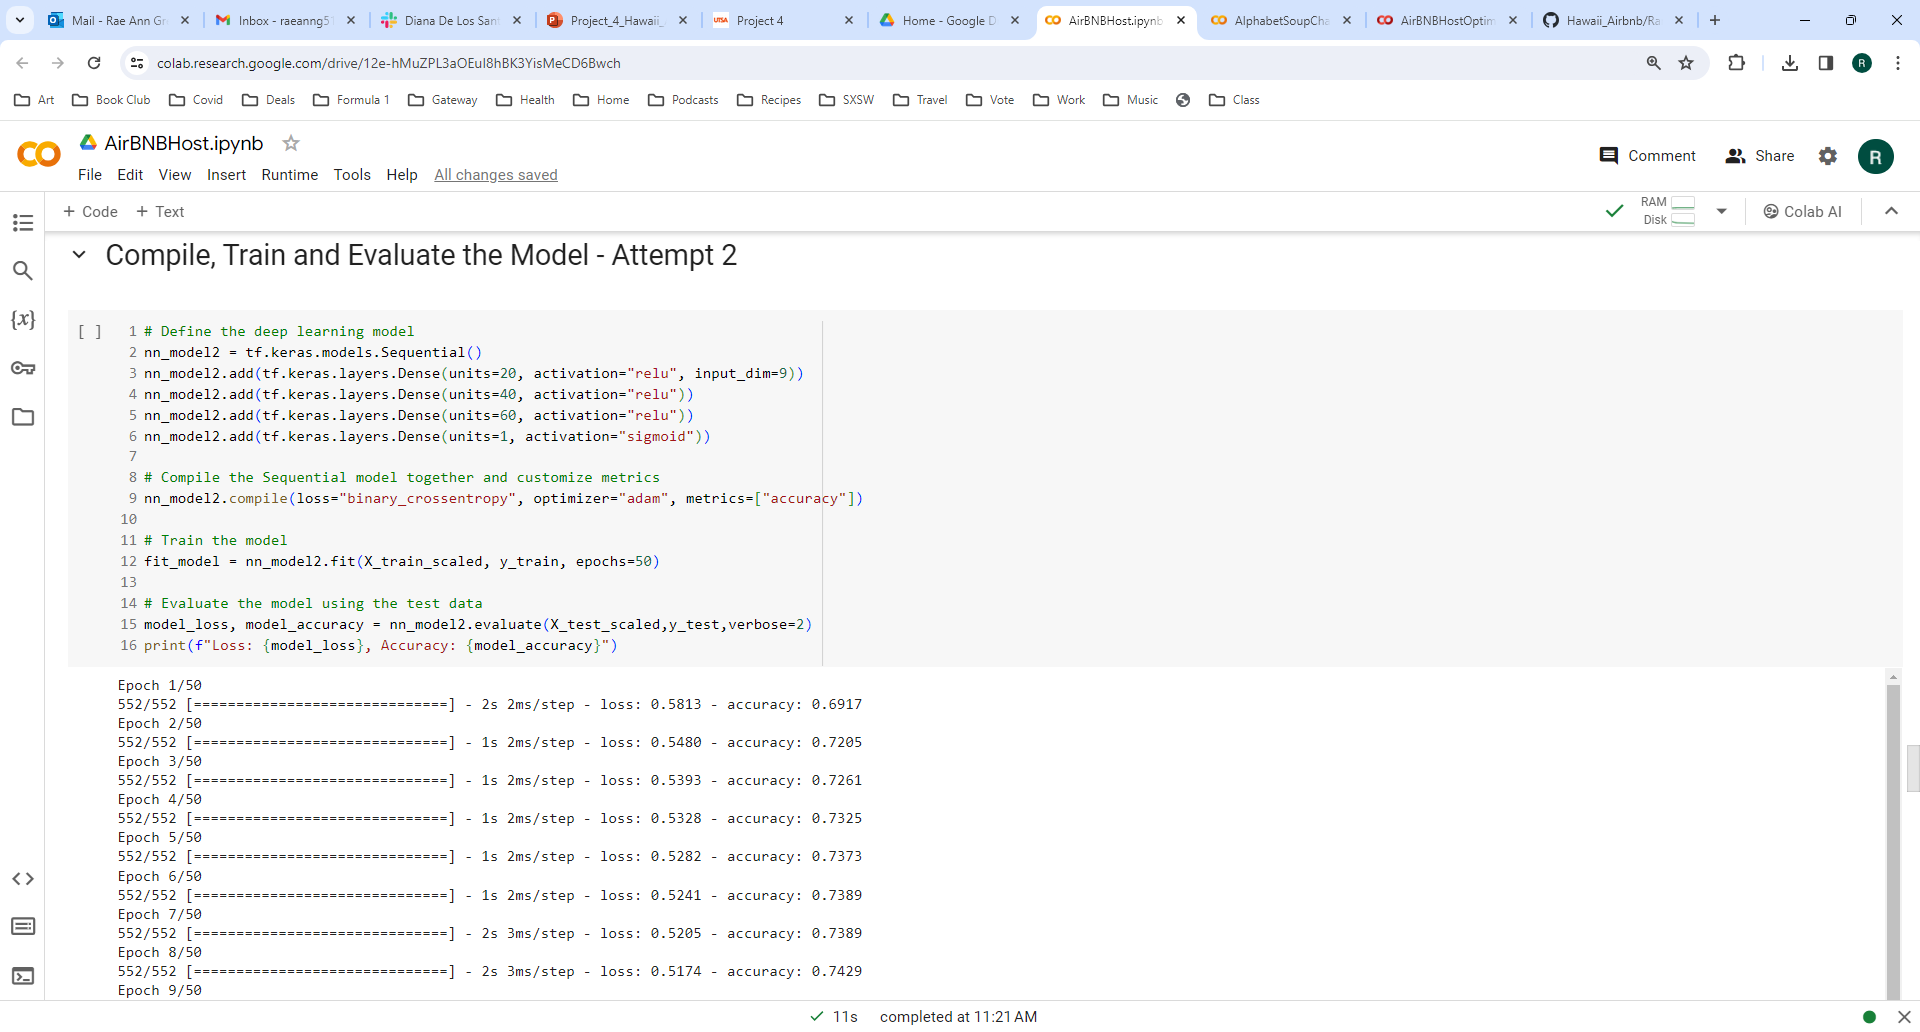 Mail - Rae Ann Gr
Inbox - raeanng5
Diana De Los San
Project_4_Hawaii_
Project 4
Home - Google D
AirBNBHost.ipynb
AlphabetSoupCha
AirBNBHostOptim
Hawaii_Airbnb/Ra
colab.research.google.com/drive/12e-hMuZPL3aOEuI8hBK3YisMeCD6Bwch
R
Art
Book Club
Covid
Deals
Formula 1
Gateway
Health
Home
Podcasts
Recipes
SXSW
Travel
Vote
Work
Music
Class
AirBNBHost.ipynb
File Edit View Insert Runtime Tools Help All changes saved
Comment
Share
R
+ Code + Text
RAM
Disk
Colab AI
Compile, Train and Evaluate the Model - Attempt 2
[ ]
1 # Define the deep learning model
2 nn_model2 = tf.keras.models.Sequential()
3 nn_model2.add(tf.keras.layers.Dense(units=20, activation="relu", input_dim=9))
4 nn_model2.add(tf.keras.layers.Dense(units=40, activation="relu"))
5 nn_model2.add(tf.keras.layers.Dense(units=60, activation="relu"))
6 nn_model2.add(tf.keras.layers.Dense(units=1, activation="sigmoid"))
7
8 # Compile the Sequential model together and customize metrics
9 nn_model2.compile(loss="binary_crossentropy", optimizer="adam", metrics=["accuracy"])
10
11 # Train the model
12 fit_model = nn_model2.fit(X_train_scaled, y_train, epochs=50)
13
14 # Evaluate the model using the test data
15 model_loss, model_accuracy = nn_model2.evaluate(X_test_scaled,y_test,verbose=2)
16 print(f"Loss: {model_loss}, Accuracy: {model_accuracy}")
Epoch 1/50
552/552 [==============================] - 2s 2ms/step - loss: 0.5813 - accuracy: 0.6917
Epoch 2/50
552/552 [==============================] - 1s 2ms/step - loss: 0.5480 - accuracy: 0.7205
Epoch 3/50
552/552 [==============================] - 1s 2ms/step - loss: 0.5393 - accuracy: 0.7261
Epoch 4/50
552/552 [==============================] - 1s 2ms/step - loss: 0.5328 - accuracy: 0.7325
Epoch 5/50
552/552 [==============================] - 1s 2ms/step - loss: 0.5282 - accuracy: 0.7373
Epoch 6/50
552/552 [==============================] - 1s 2ms/step - loss: 0.5241 - accuracy: 0.7389
Epoch 7/50
552/552 [==============================] - 2s 3ms/step - loss: 0.5205 - accuracy: 0.7389
Epoch 8/50
552/552 [==============================] - 2s 3ms/step - loss: 0.5174 - accuracy: 0.7429
Epoch 9/50
11s completed at 11:21 AM